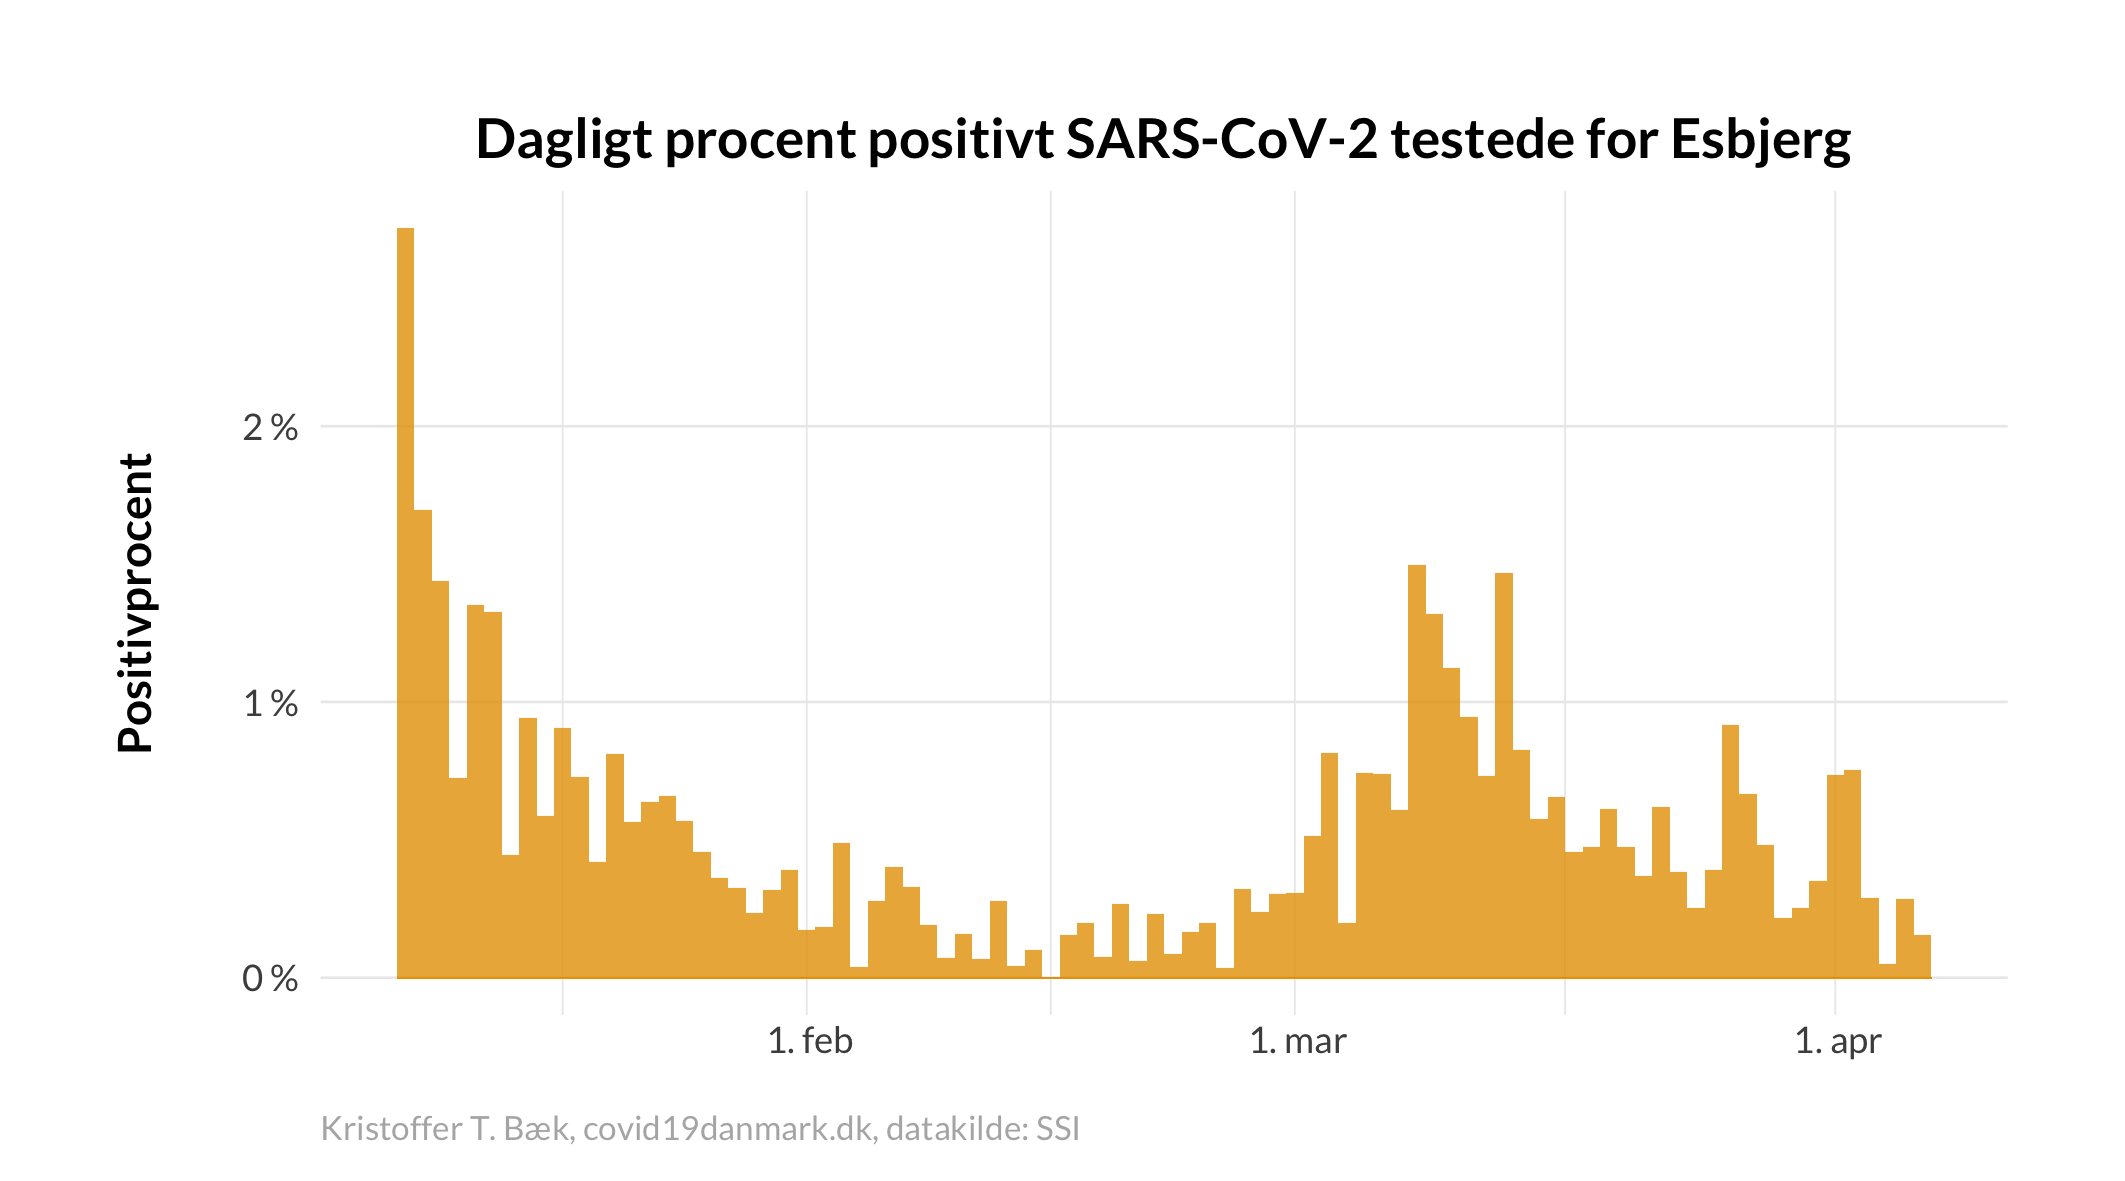 Dagligt procent positivt SARS-CoV-2 testede for Esbjerg
Positivprocent
2 %
1 %
0 %
1. feb
1. mar
1. apr
Kristoffer T. Bæk, covid19danmark.dk, datakilde: SSI